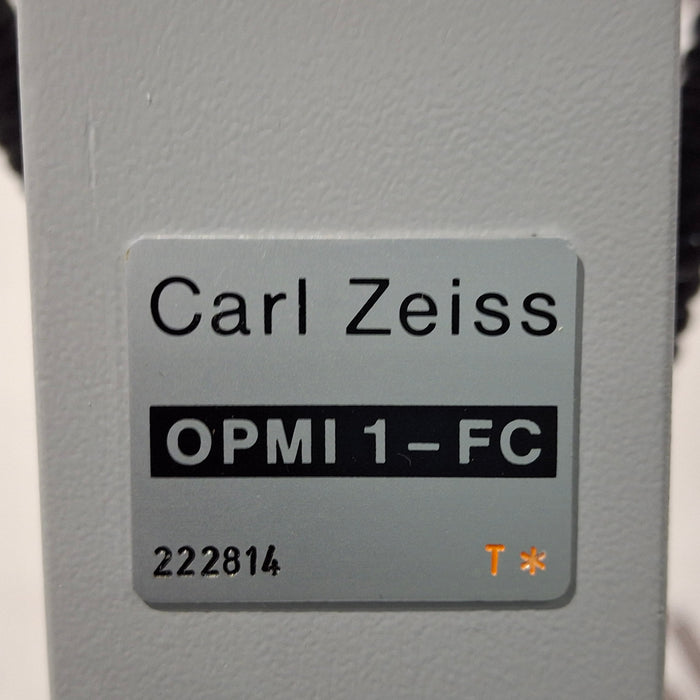 Carl Zeiss
OPMI 1-FC
222814 T*